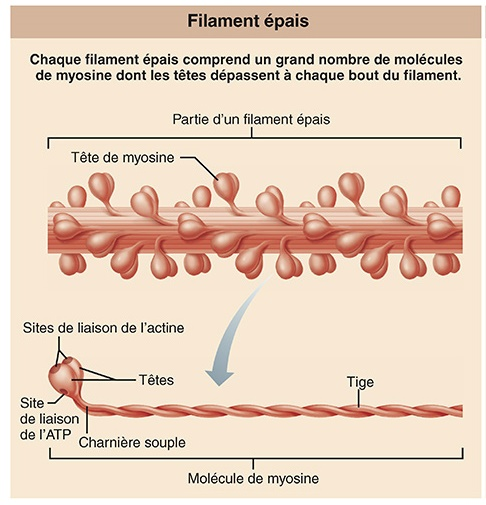 Filament épais
Chaque filament épais comprend un grand nombre de molécules
de myosine dont les têtes dépassent à chaque bout du filament.
Partie d'un filament épais
Tête de myosine
Sites de liaison de l'actine
Têtes
Tige
Site
de liaison
de l'ATP
Charnière souple
Molécule de myosine